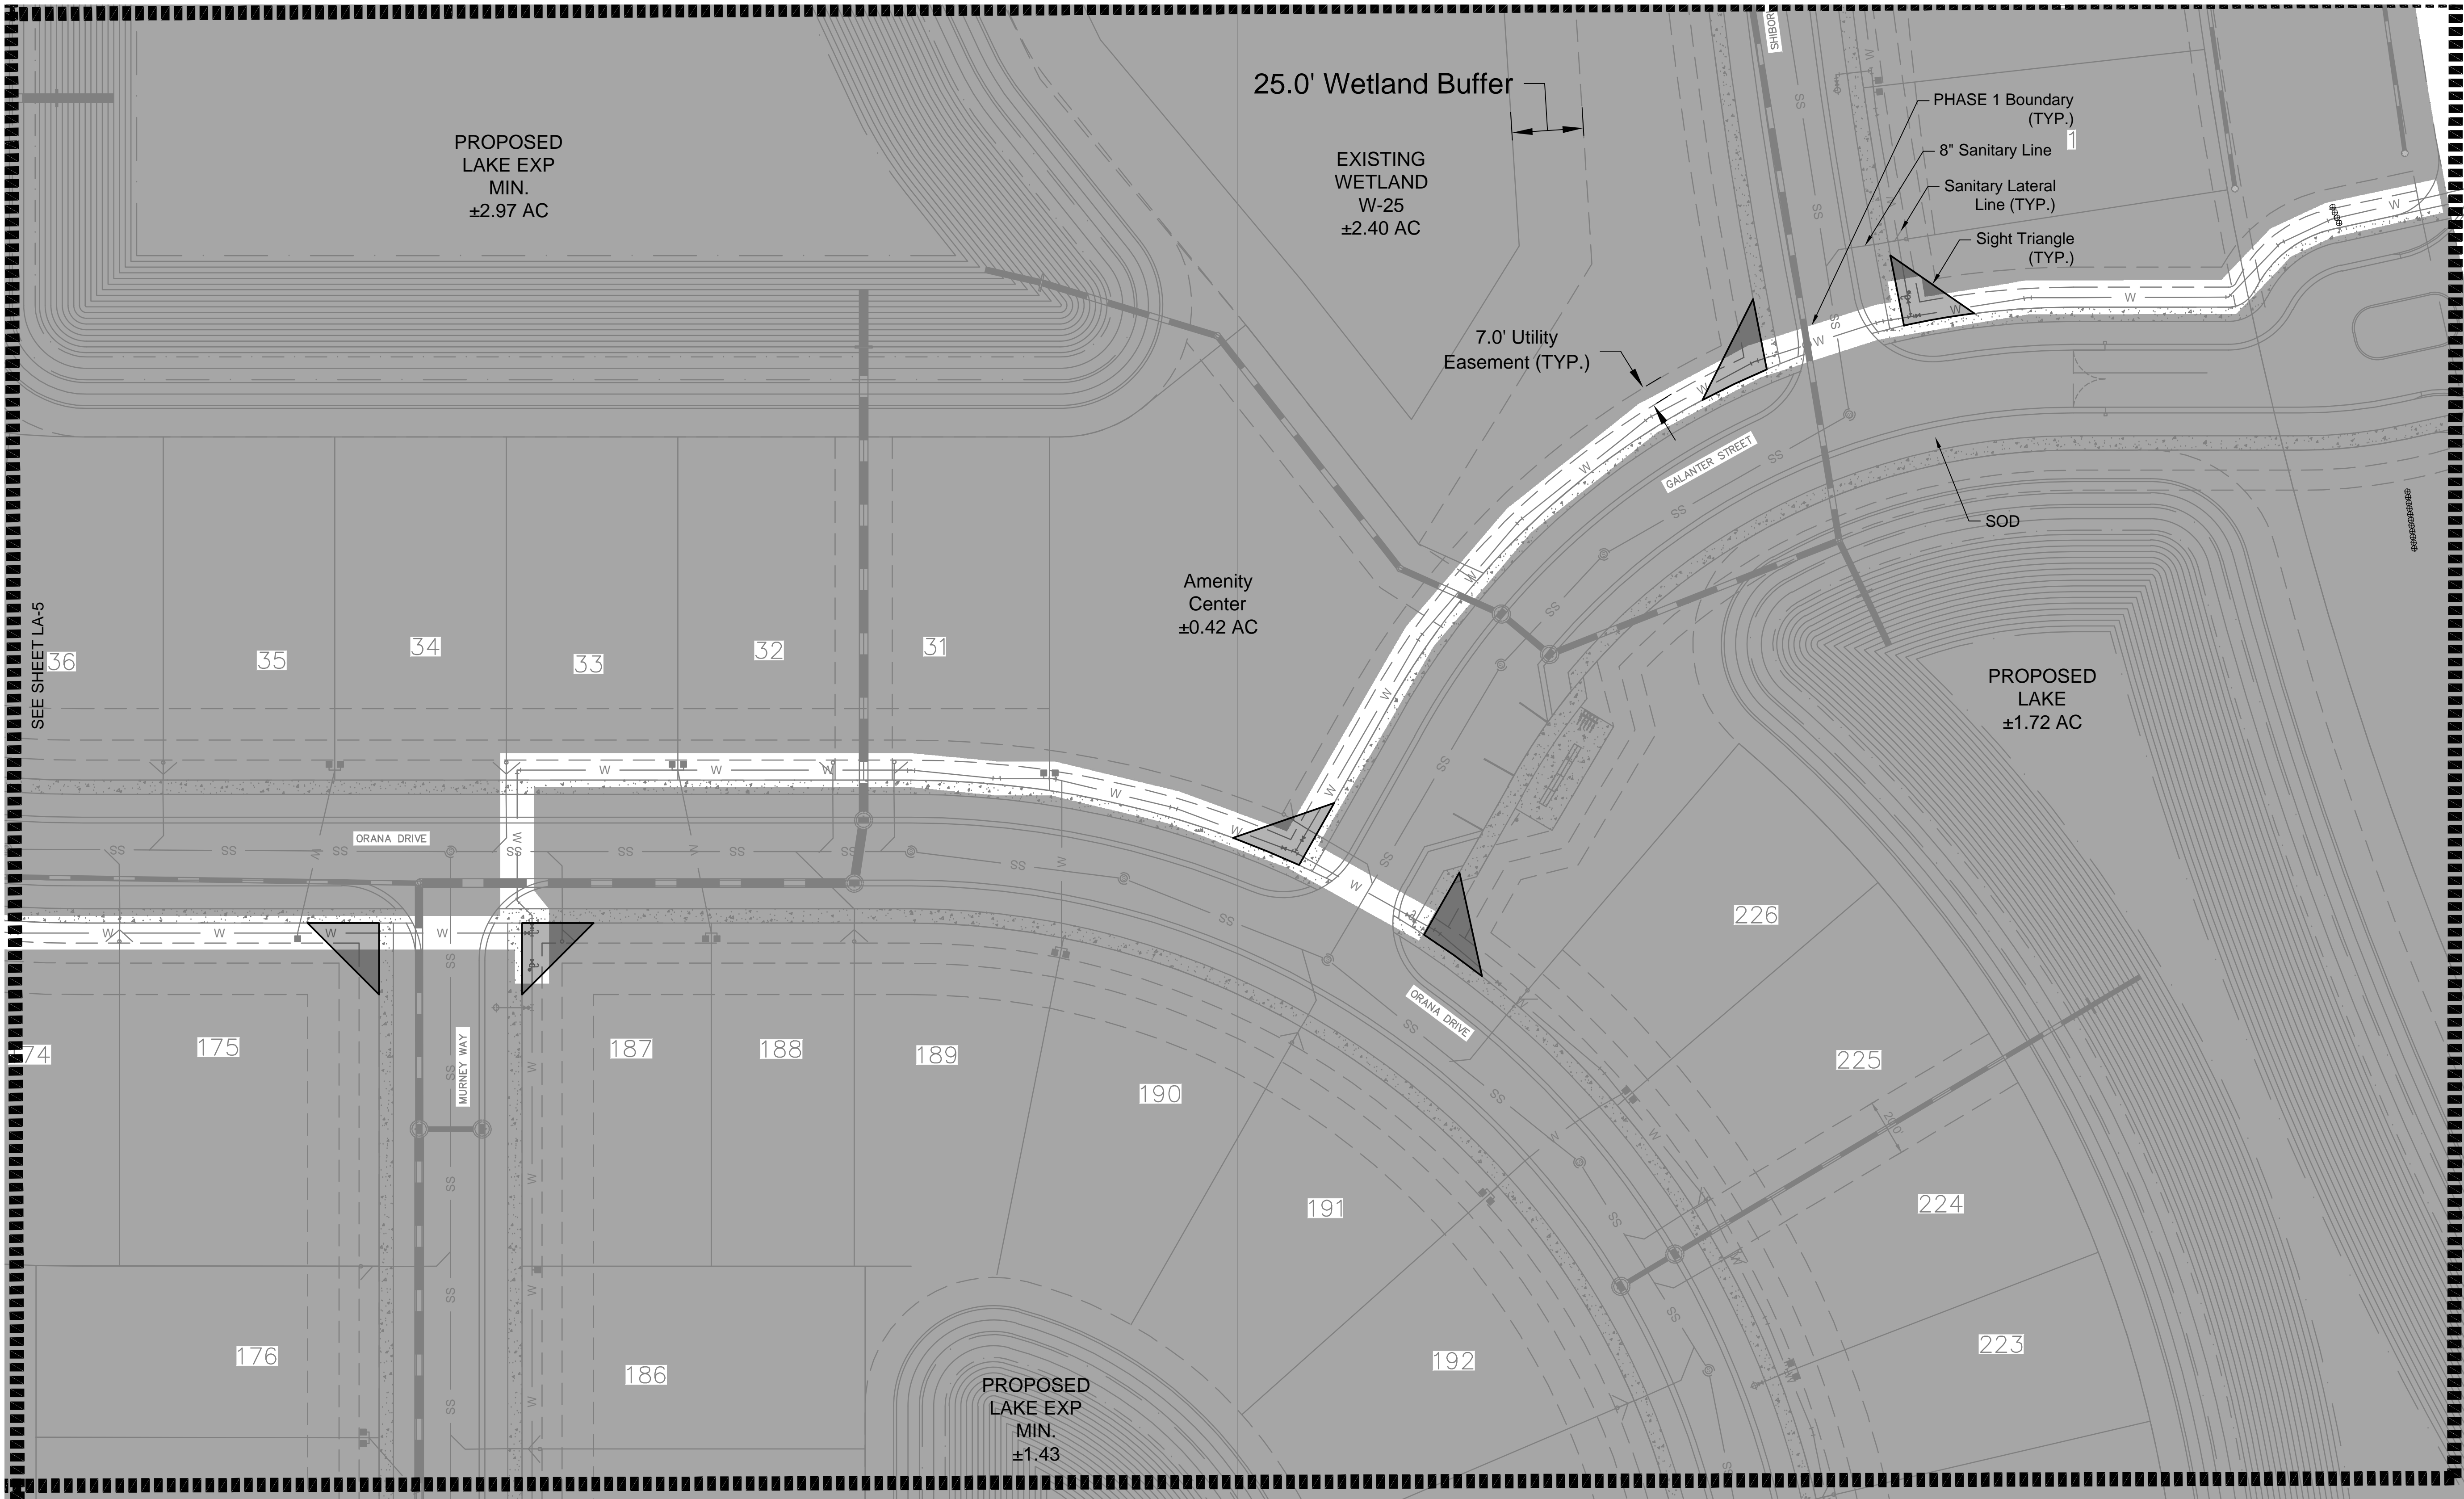 25.0' Wetland Buffer
PROPOSED
LAKE EXP
MIN.
±2.97 AC
EXISTING
WETLAND
W-25
±2.40 AC
PHASE 1 Boundary
(TYP.)
1
8" Sanitary Line
Sanitary Lateral
Line (TYP.)
Sight Triangle
(TYP.)
7.0' Utility
Easement (TYP.)
GALANTER STREET
SOD
Amenity
Center
±0.42 AC
SEE SHEET LA-5
36
35
34
33
32
31
PROPOSED
LAKE
±1.72 AC
ORANA DRIVE
W
SS
226
ORANA DRIVE
175
MURNEY WAY
187
188
189
190
225
20.0'
191
224
176
186
192
223
PROPOSED
LAKE EXP
MIN.
±1.43